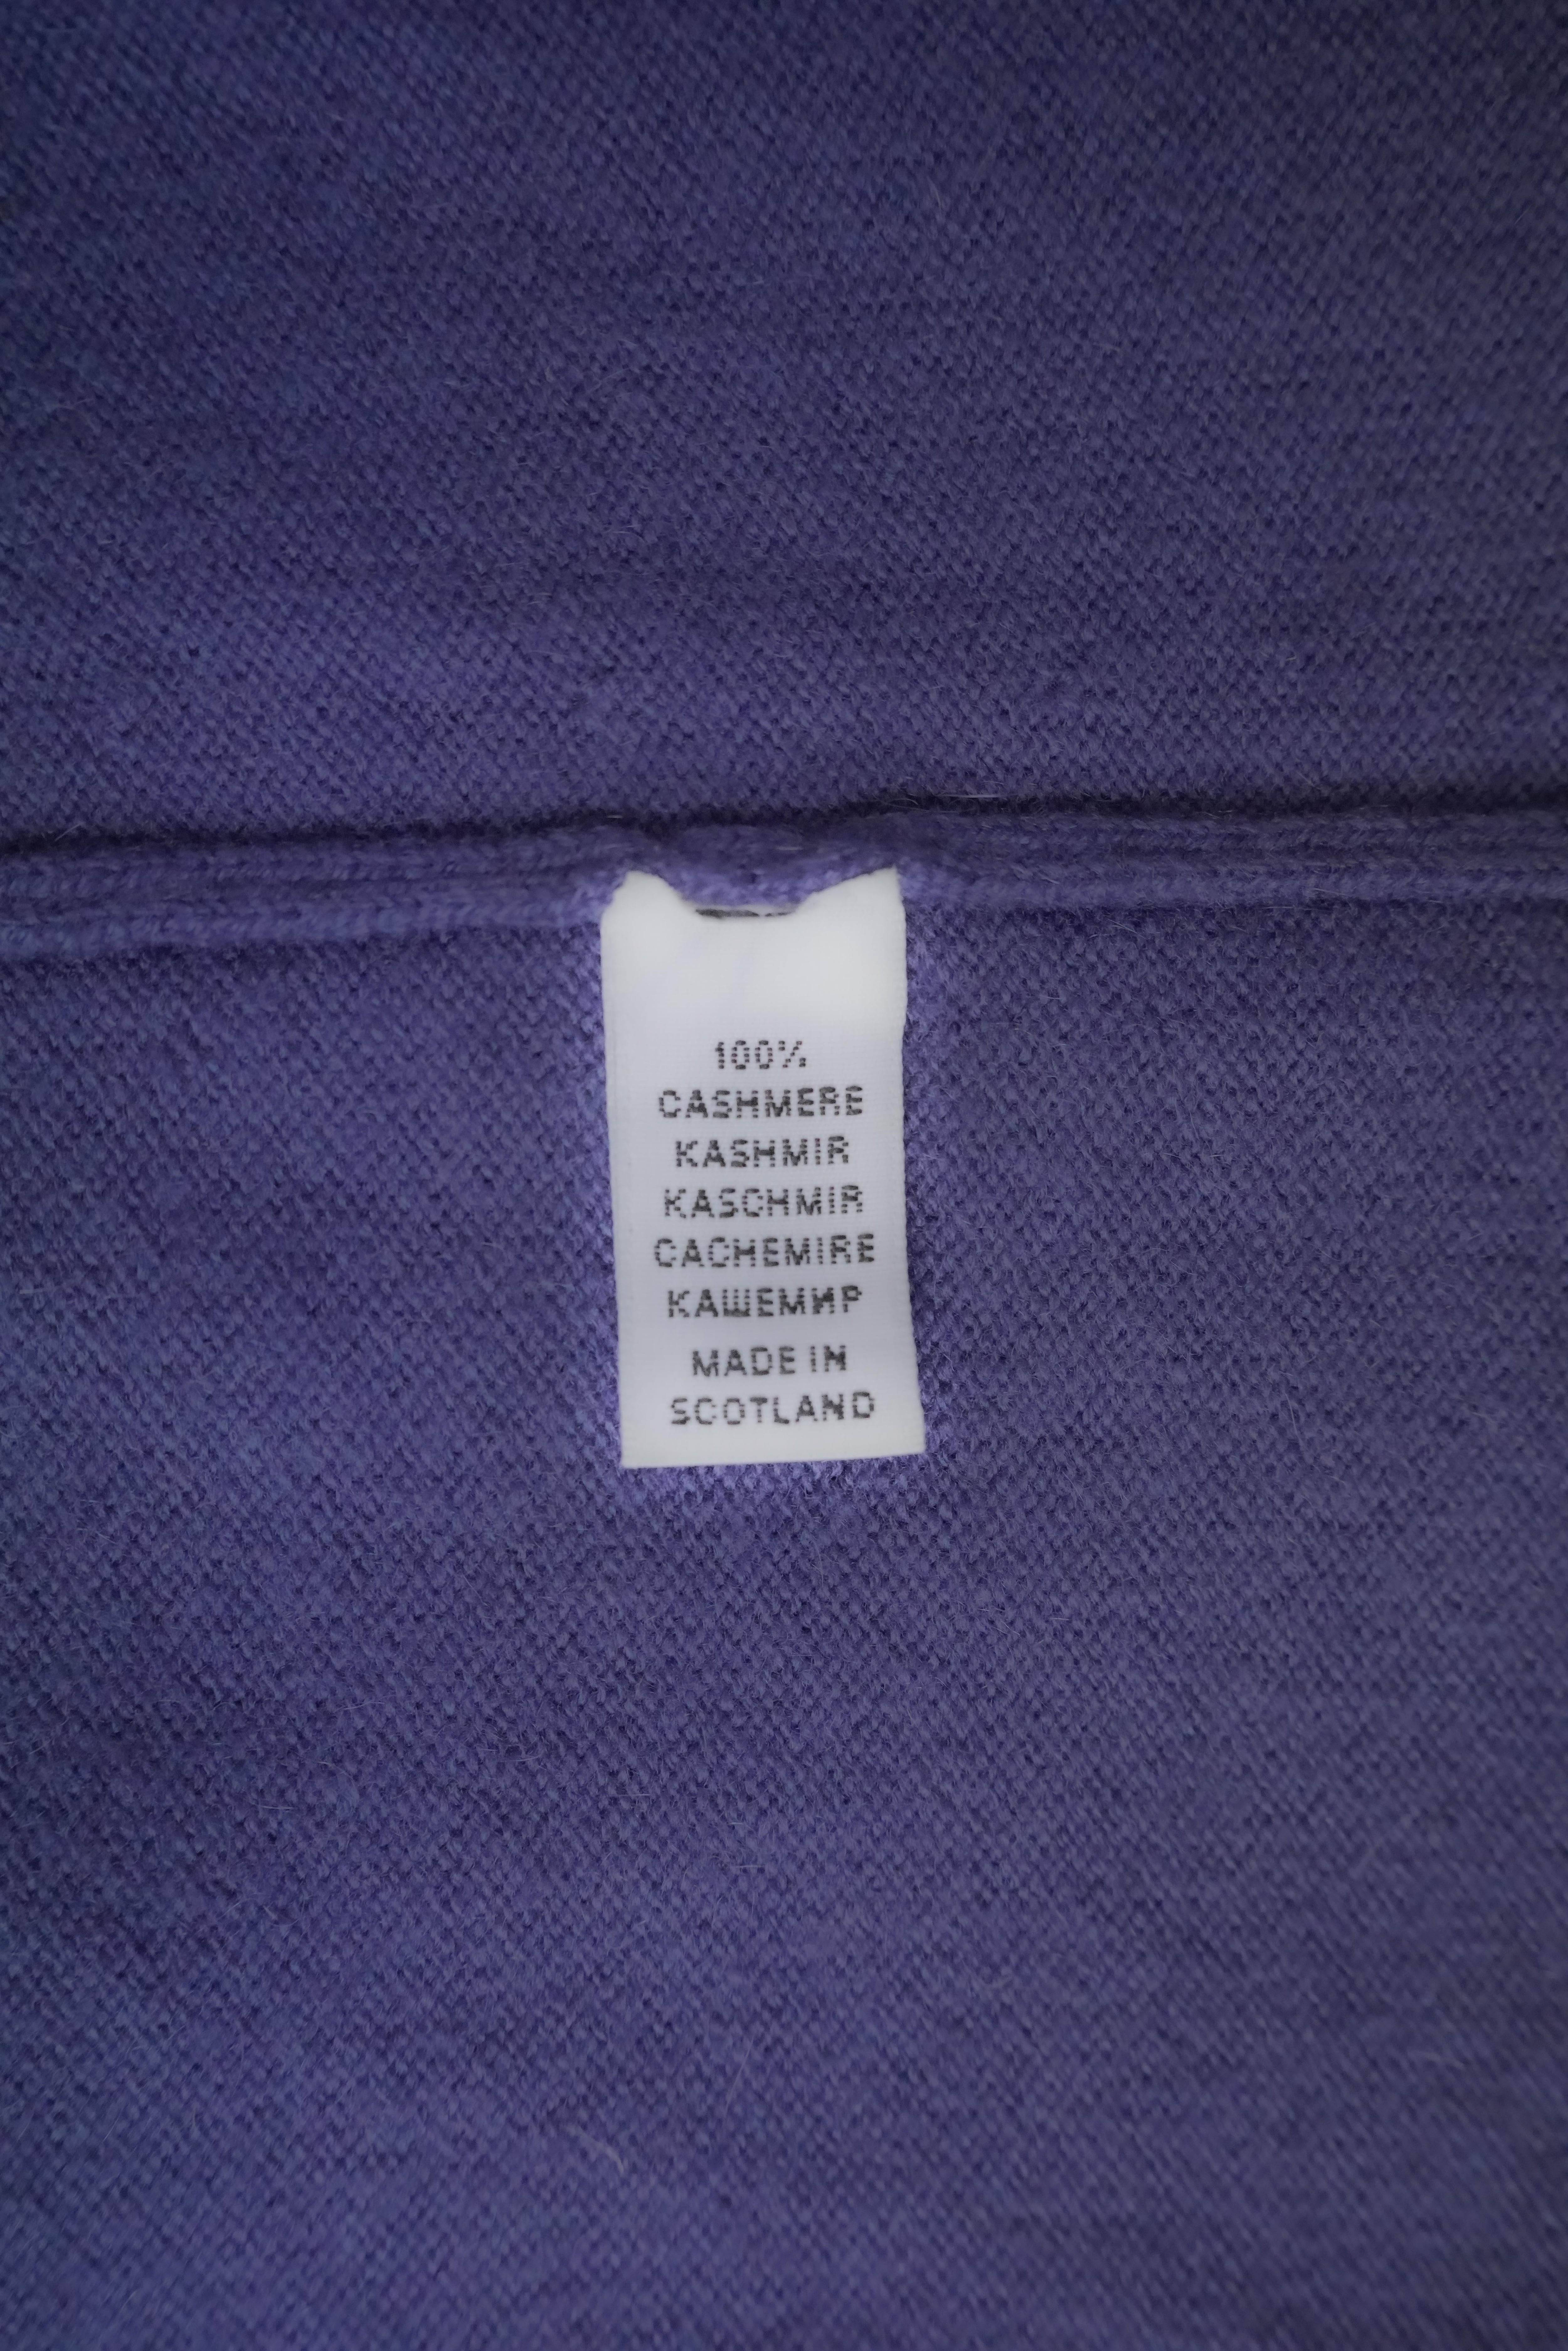 100%
CASHMERE
KASHMIR
KASCHMIR
CACHEMIRE
КАШЕМИР
MADE IN
SCOTLAND